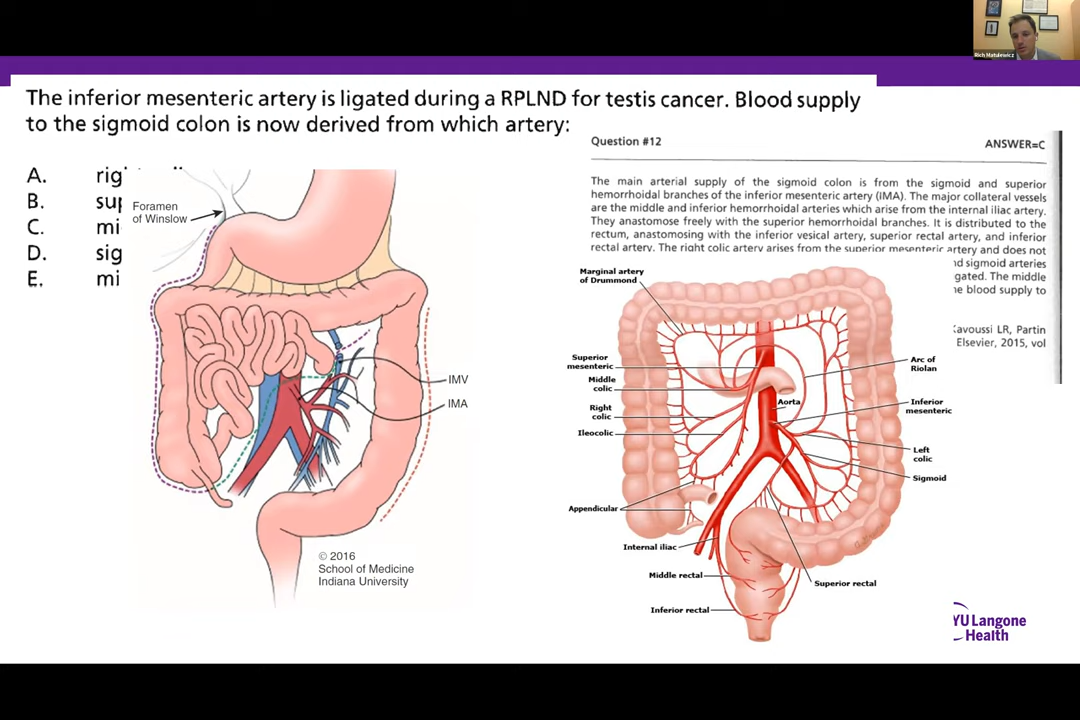 Rich Matulewicz
The inferior mesenteric artery is ligated during a RPLND for testis cancer. Blood supply
to the sigmoid colon is now derived from which artery:
A. rig
B. sup
C. mi
D. sig
E. mi
Foramen
of Winslow
IMV
IMA
© 2016
School of Medicine
Indiana University
Question #12 ANSWER=C
The main arterial supply of the sigmoid colon is from the sigmoid and superior
hemorrhoidal branches of the inferior mesenteric artery (IMA). The major collateral vessels
are the middle and inferior hemorrhoidal arteries which arise from the internal iliac artery.
They anastomose freely with the superior hemorrhoidal branches. It is distributed to the
rectum, anastomosing with the inferior vesical artery, superior rectal artery, and inferior
rectal artery. The right colic artery arises from the superior mesenteric artery and does not
nd sigmoid arteries
gated. The middle
he blood supply to
Kavoussi LR, Partin
Elsevier, 2015, vol
Marginal artery
of Drummond
Superior
mesenteric
Middle
colic
Right
colic
Ileocolic
Appendicular
Internal iliac
Middle rectal
Inferior rectal
Aorta
Arc of
Riolan
Inferior
mesenteric
Left
colic
Sigmoid
Superior rectal
YU Langone
Health